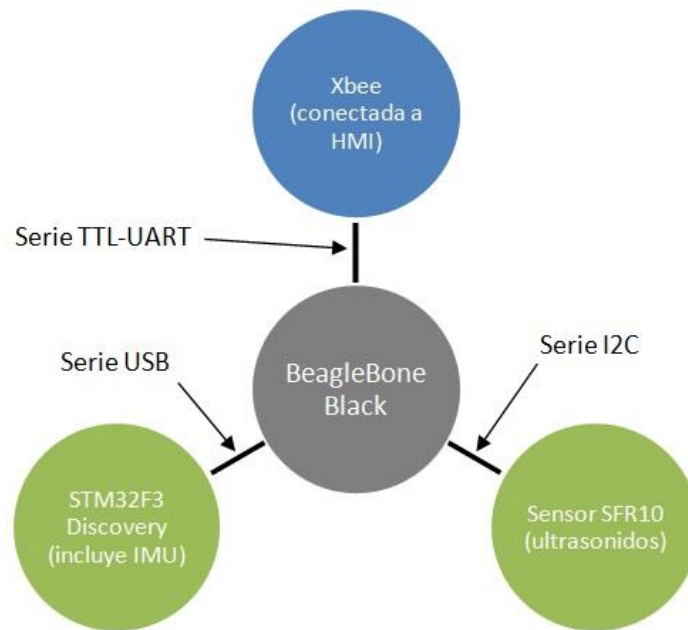 Xbee
(conectada a
HMI)
Serie TTL-UART
Serie USB
Serie I2C
BeagleBone
Black
STM32F3
Discovery
(incluye IMU)
Sensor SFR10
(ultrasonidos)